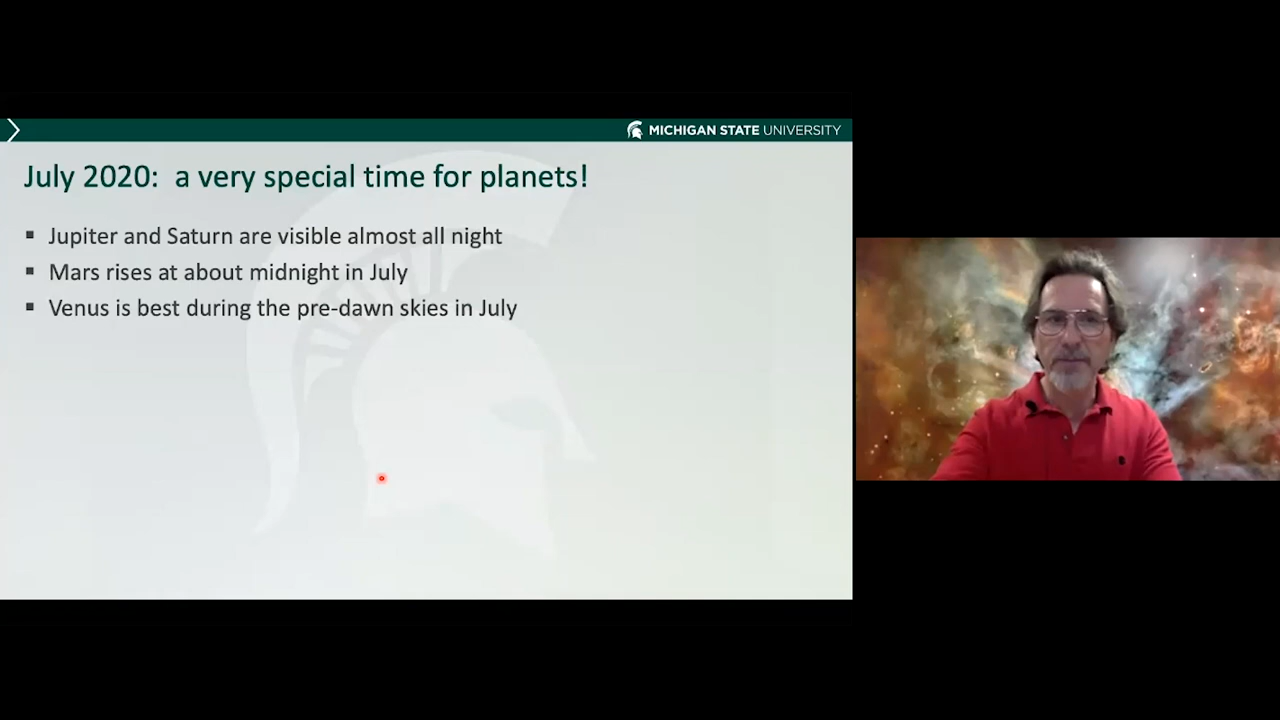 MICHIGAN STATE UNIVERSITY
July 2020: a very special time for planets!
▪ Jupiter and Saturn are visible almost all night
▪ Mars rises at about midnight in July
▪ Venus is best during the pre-dawn skies in July